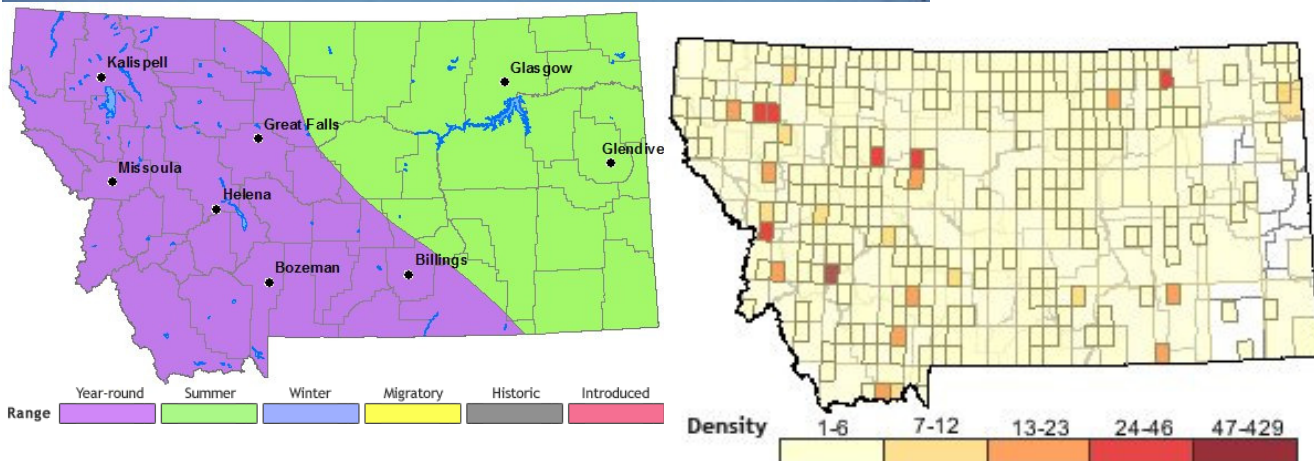 Kalispell
Glasgow
Great Falls
Glendive
Missoula
Helena
Billings
Bozeman
Year-round Summer Winter Migratory Historic Introduced
Range
Density 1-6 7-12 13-23 24-46 47-429